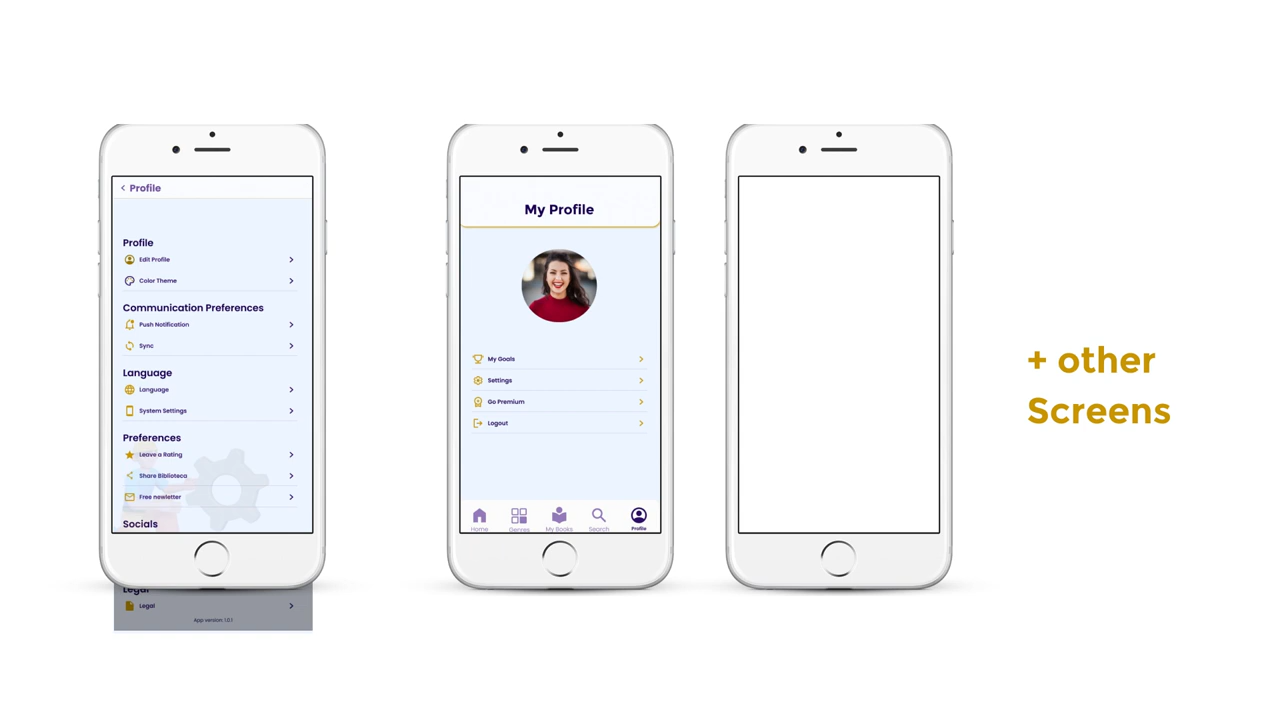 Profile
Profile
Edit Profile
Color Theme
Communication Preferences
Push Notification
Sync
Language
Language
System Settings
Preferences
Leave a Rating
Share Biblioteca
Free newletter
Socials
Legal
Legal
App version 1.0.1
My Profile
My Goals
Settings
Go Premium
Logout
Home
Genres
My Books
Search
Profile
+ other
Screens